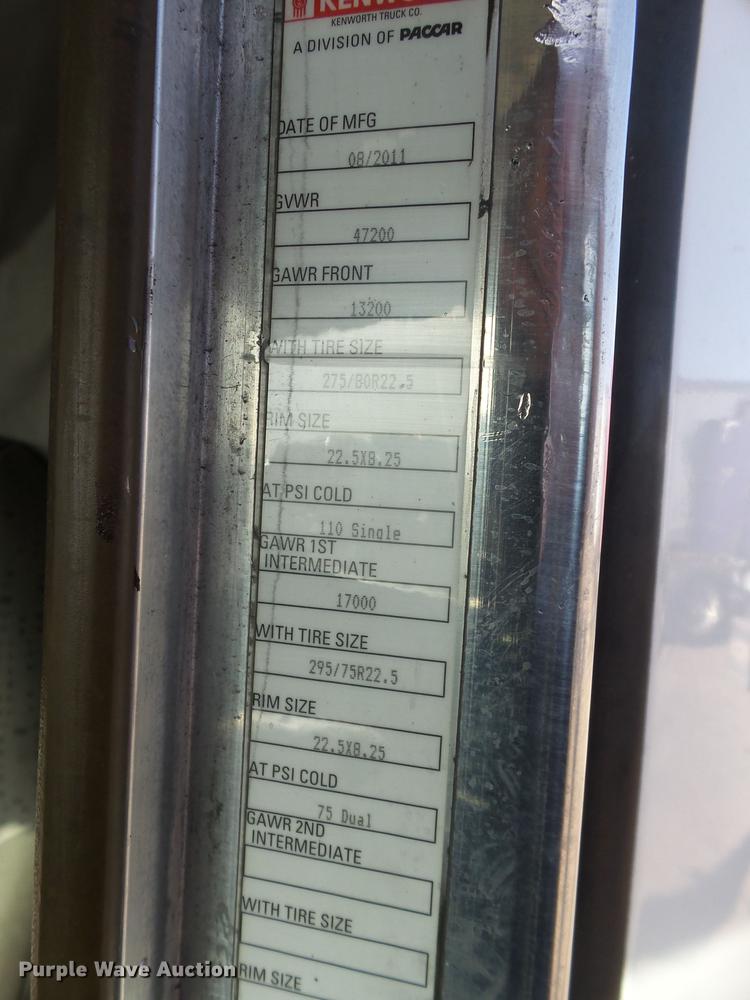 KENWO
KENWORTH TRUCK CO.
A DIVISION OF PACCAR
DATE OF MFG
08/2011
GVWR
47200
GAWR FRONT
13200
WITH TIRE SIZE
275/80R22.5
RIM SIZE
22.5X8.25
AT PSI COLD
110 Single
GAWR 1ST
INTERMEDIATE
17000
WITH TIRE SIZE
295/75R22.5
RIM SIZE
22.5X8.25
AT PSI COLD
75 Dual
GAWR 2ND
INTERMEDIATE
WITH TIRE SIZE
RIM SIZE
Purple Wave Auction